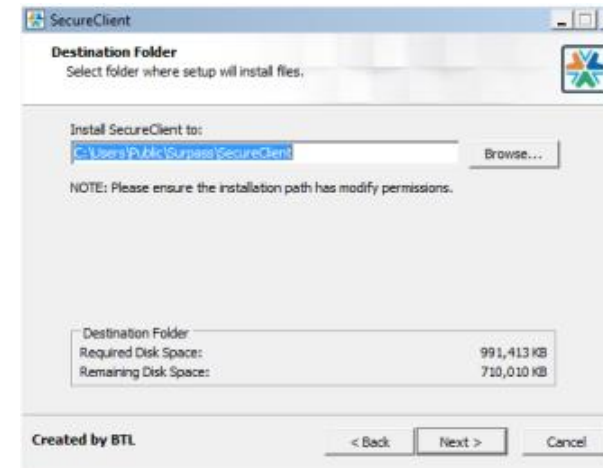 SecureClient
Destination Folder
Select folder where setup will install files.
Install SecureClient to:
C:\Users\Public\Surpass\SecureClient
Browse...
NOTE: Please ensure the installation path has modify permissions.
Destination Folder
Required Disk Space: 991,413 KB
Remaining Disk Space: 710,010 KB
Created by BTL
< Back Next > Cancel